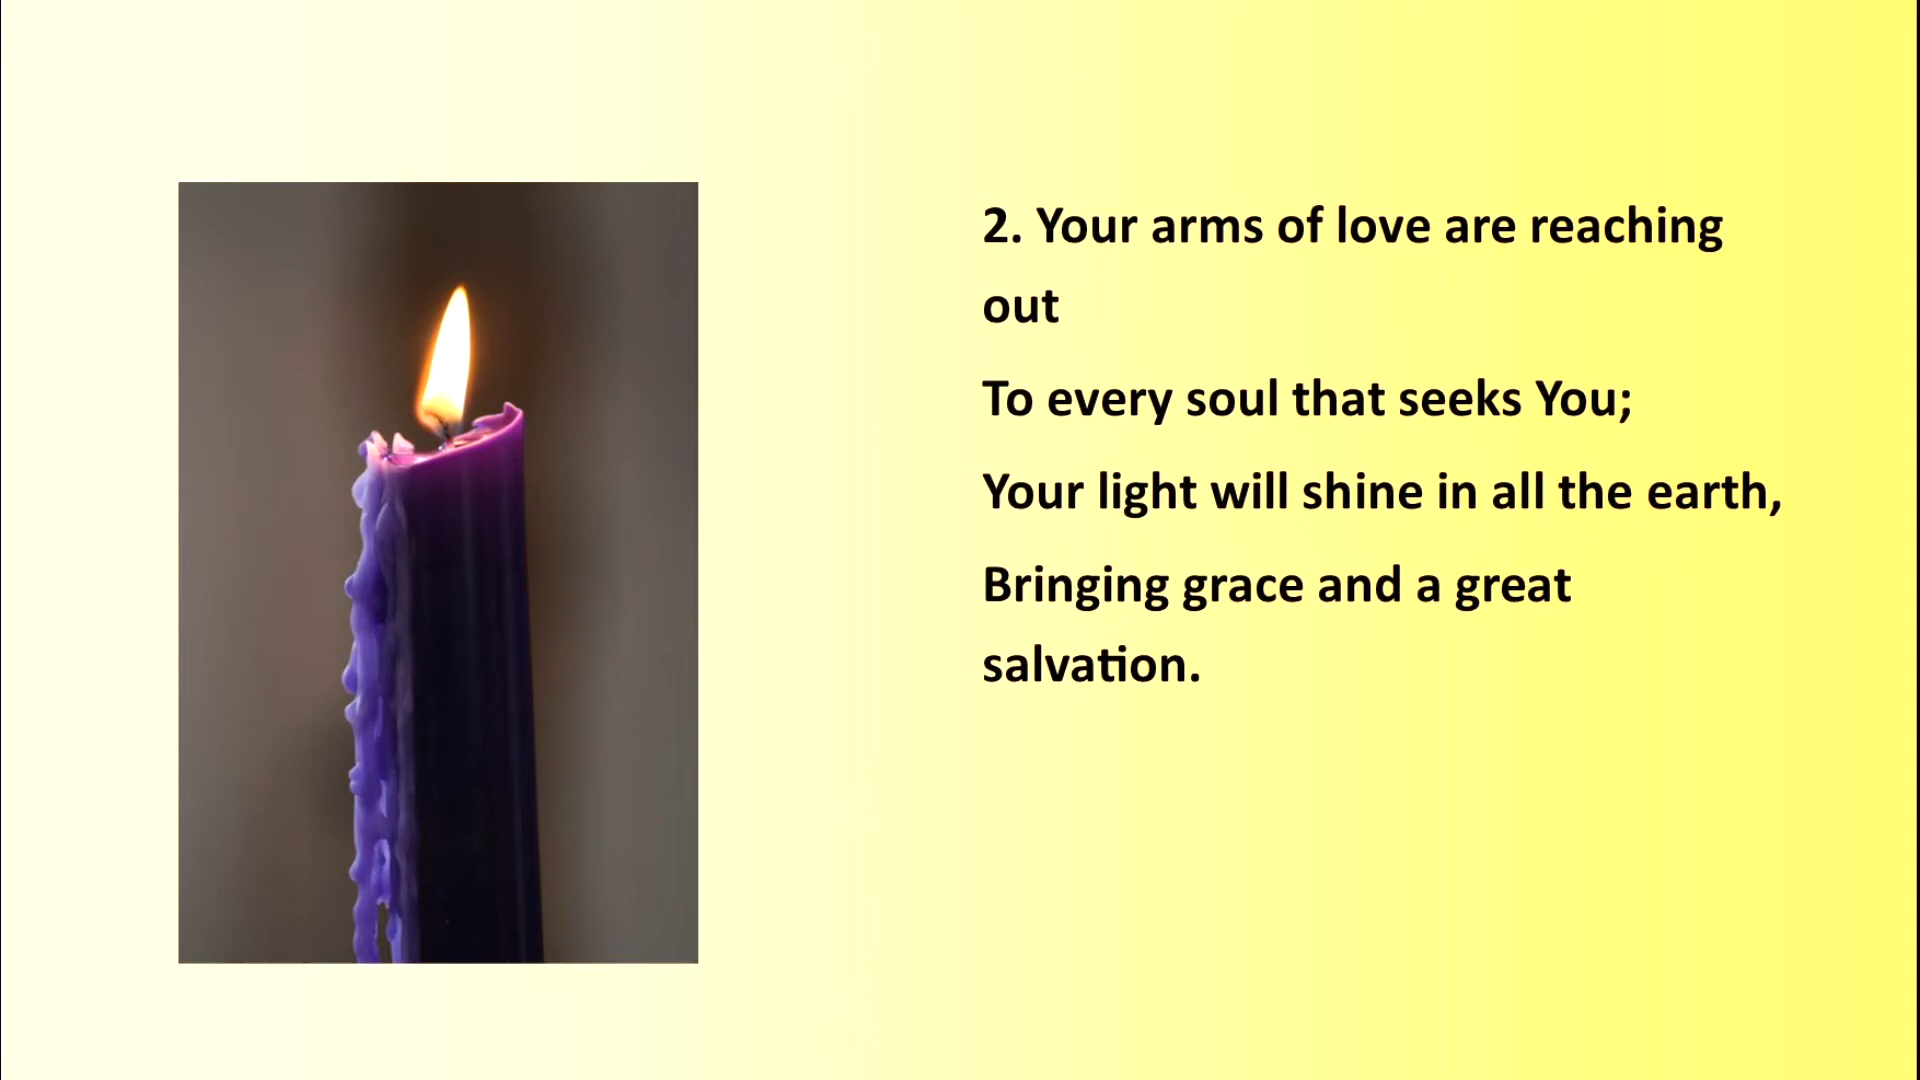 2. Your arms of love are reaching
out
To every soul that seeks You;
Your light will shine in all the earth,
Bringing grace and a great
salvation.